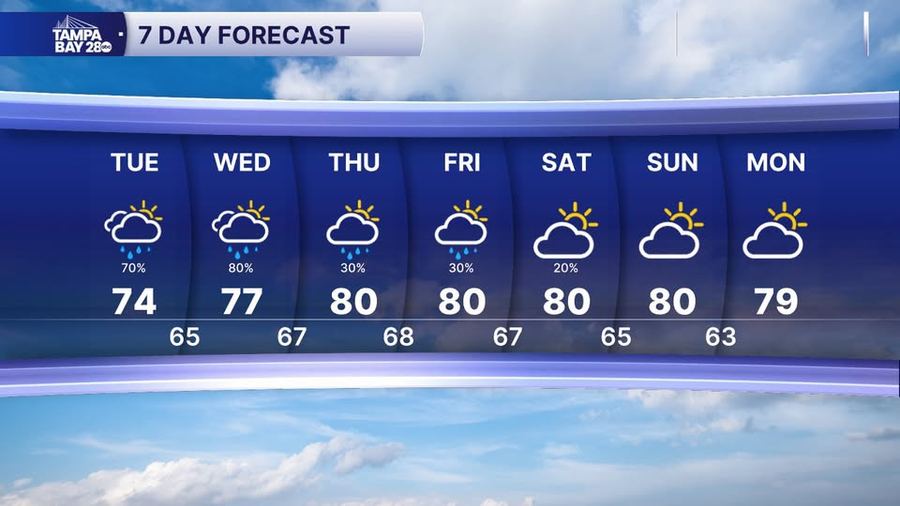 TAMPA
BAY 28 abc
7 DAY FORECAST
TUE WED THU FRI SAT SUN MON
70% 80% 30% 30% 20%
74 77 80 80 80 80 79
65 67 68 67 65 63